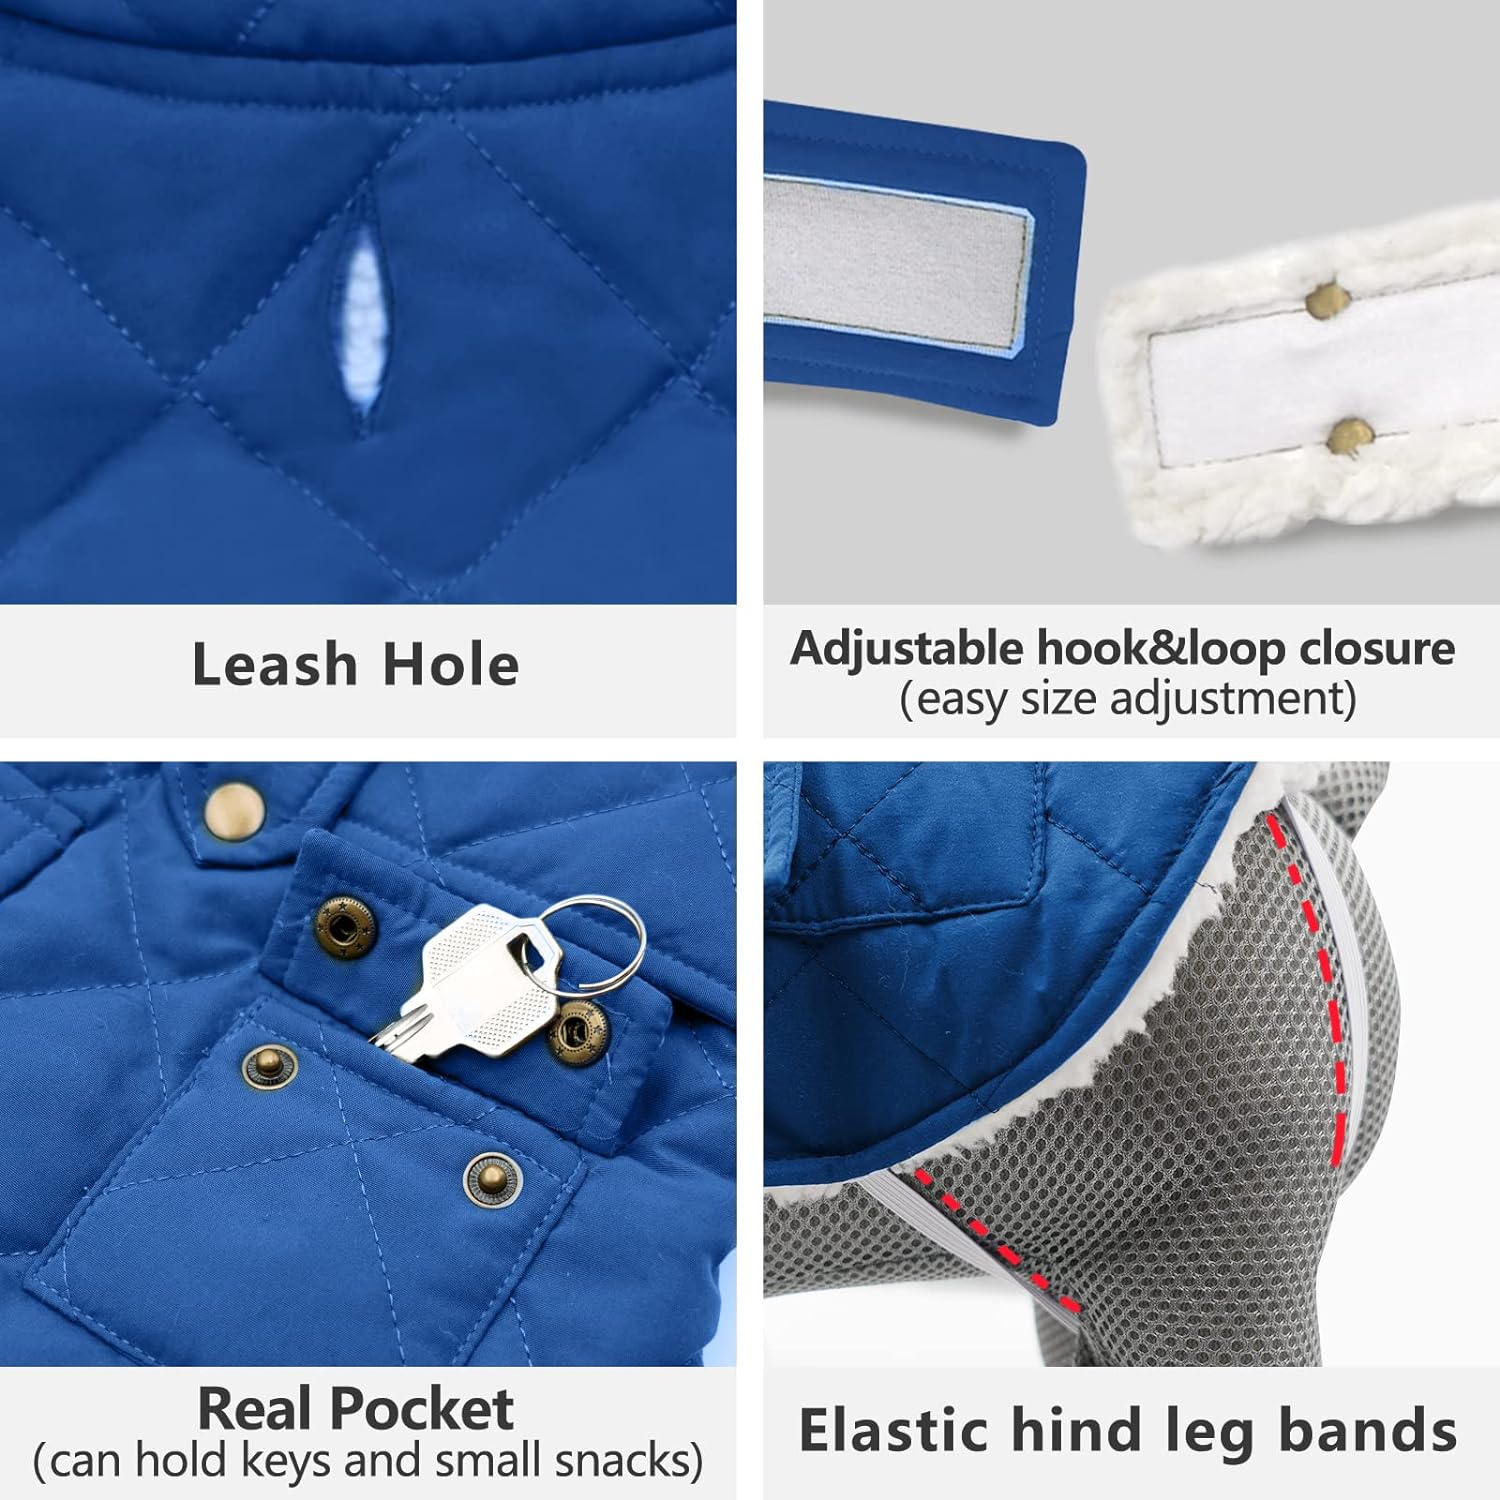 Leash Hole
Adjustable hook&loop closure
(easy size adjustment)
Real Pocket
(can hold keys and small snacks)
Elastic hind leg bands